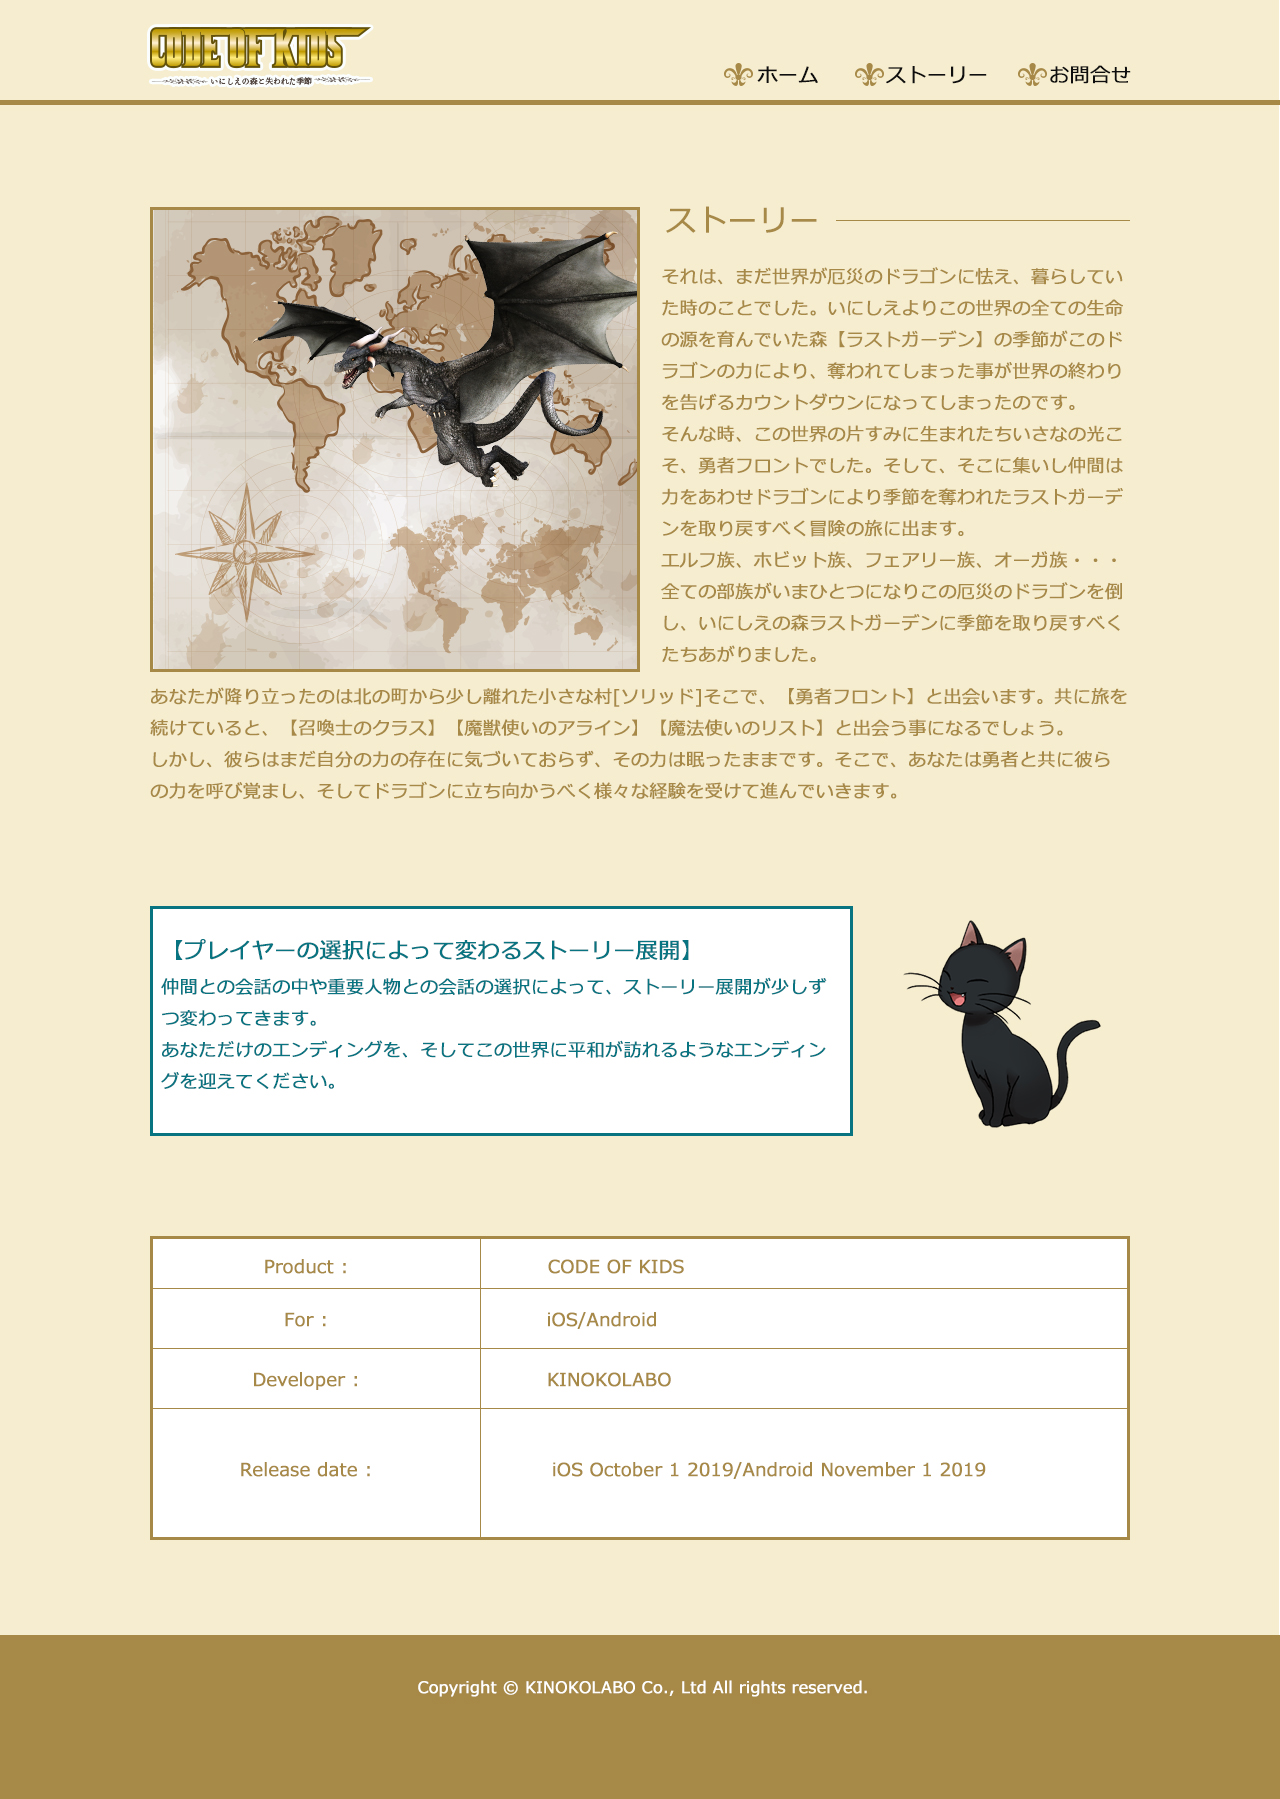 CODE OF KIDS
いにしえの森と失われた季節
ホーム
ストーリー
お問合せ
ストーリー
それは、まだ世界が厄災のドラゴンに怯え、暮らしてい
た時のことでした。いにしえよりこの世界の全ての生命
の源を育んでいた森【ラストガーデン】の季節がこのド
ラゴンの力により、奪われてしまった事が世界の終わり
を告げるカウントダウンになってしまったのです。
そんな時、この世界の片すみに生まれたちいさなの光こ
そ、勇者フロントでした。そして、そこに集いし仲間は
力をあわせドラゴンにより季節を奪われたラストガーデ
ンを取り戻すべく冒険の旅に出ます。
エルフ族、ホビット族、フェアリー族、オーガ族・・・
全ての部族がいまひとつになりこの厄災のドラゴンを倒
し、いにしえの森ラストガーデンに季節を取り戻すべく
たちあがりました。
あなたが降り立ったのは北の町から少し離れた小さな村[ソリッド]そこで、【勇者フロント】と出会います。共に旅を
続けていると、【召喚士のクラス】【魔獣使いのアライン】【魔法使いのリスト】と出会う事になるでしょう。
しかし、彼らはまだ自分の力の存在に気づいておらず、その力は眠ったままです。そこで、あなたは勇者と共に彼ら
の力を呼び覚まし、そしてドラゴンに立ち向かうべく様々な経験を受けて進んでいきます。
【プレイヤーの選択によって変わるストーリー展開】
仲間との会話の中や重要人物との会話の選択によって、ストーリー展開が少しず
つ変わってきます。
あなただけのエンディングを、そしてこの世界に平和が訪れるようなエンディン
グを迎えてください。
Product : CODE OF KIDS
For : iOS/Android
Developer : KINOKOLABO
Release date : iOS October 1 2019/Android November 1 2019
Copyright © KINOKOLABO Co., Ltd All rights reserved.